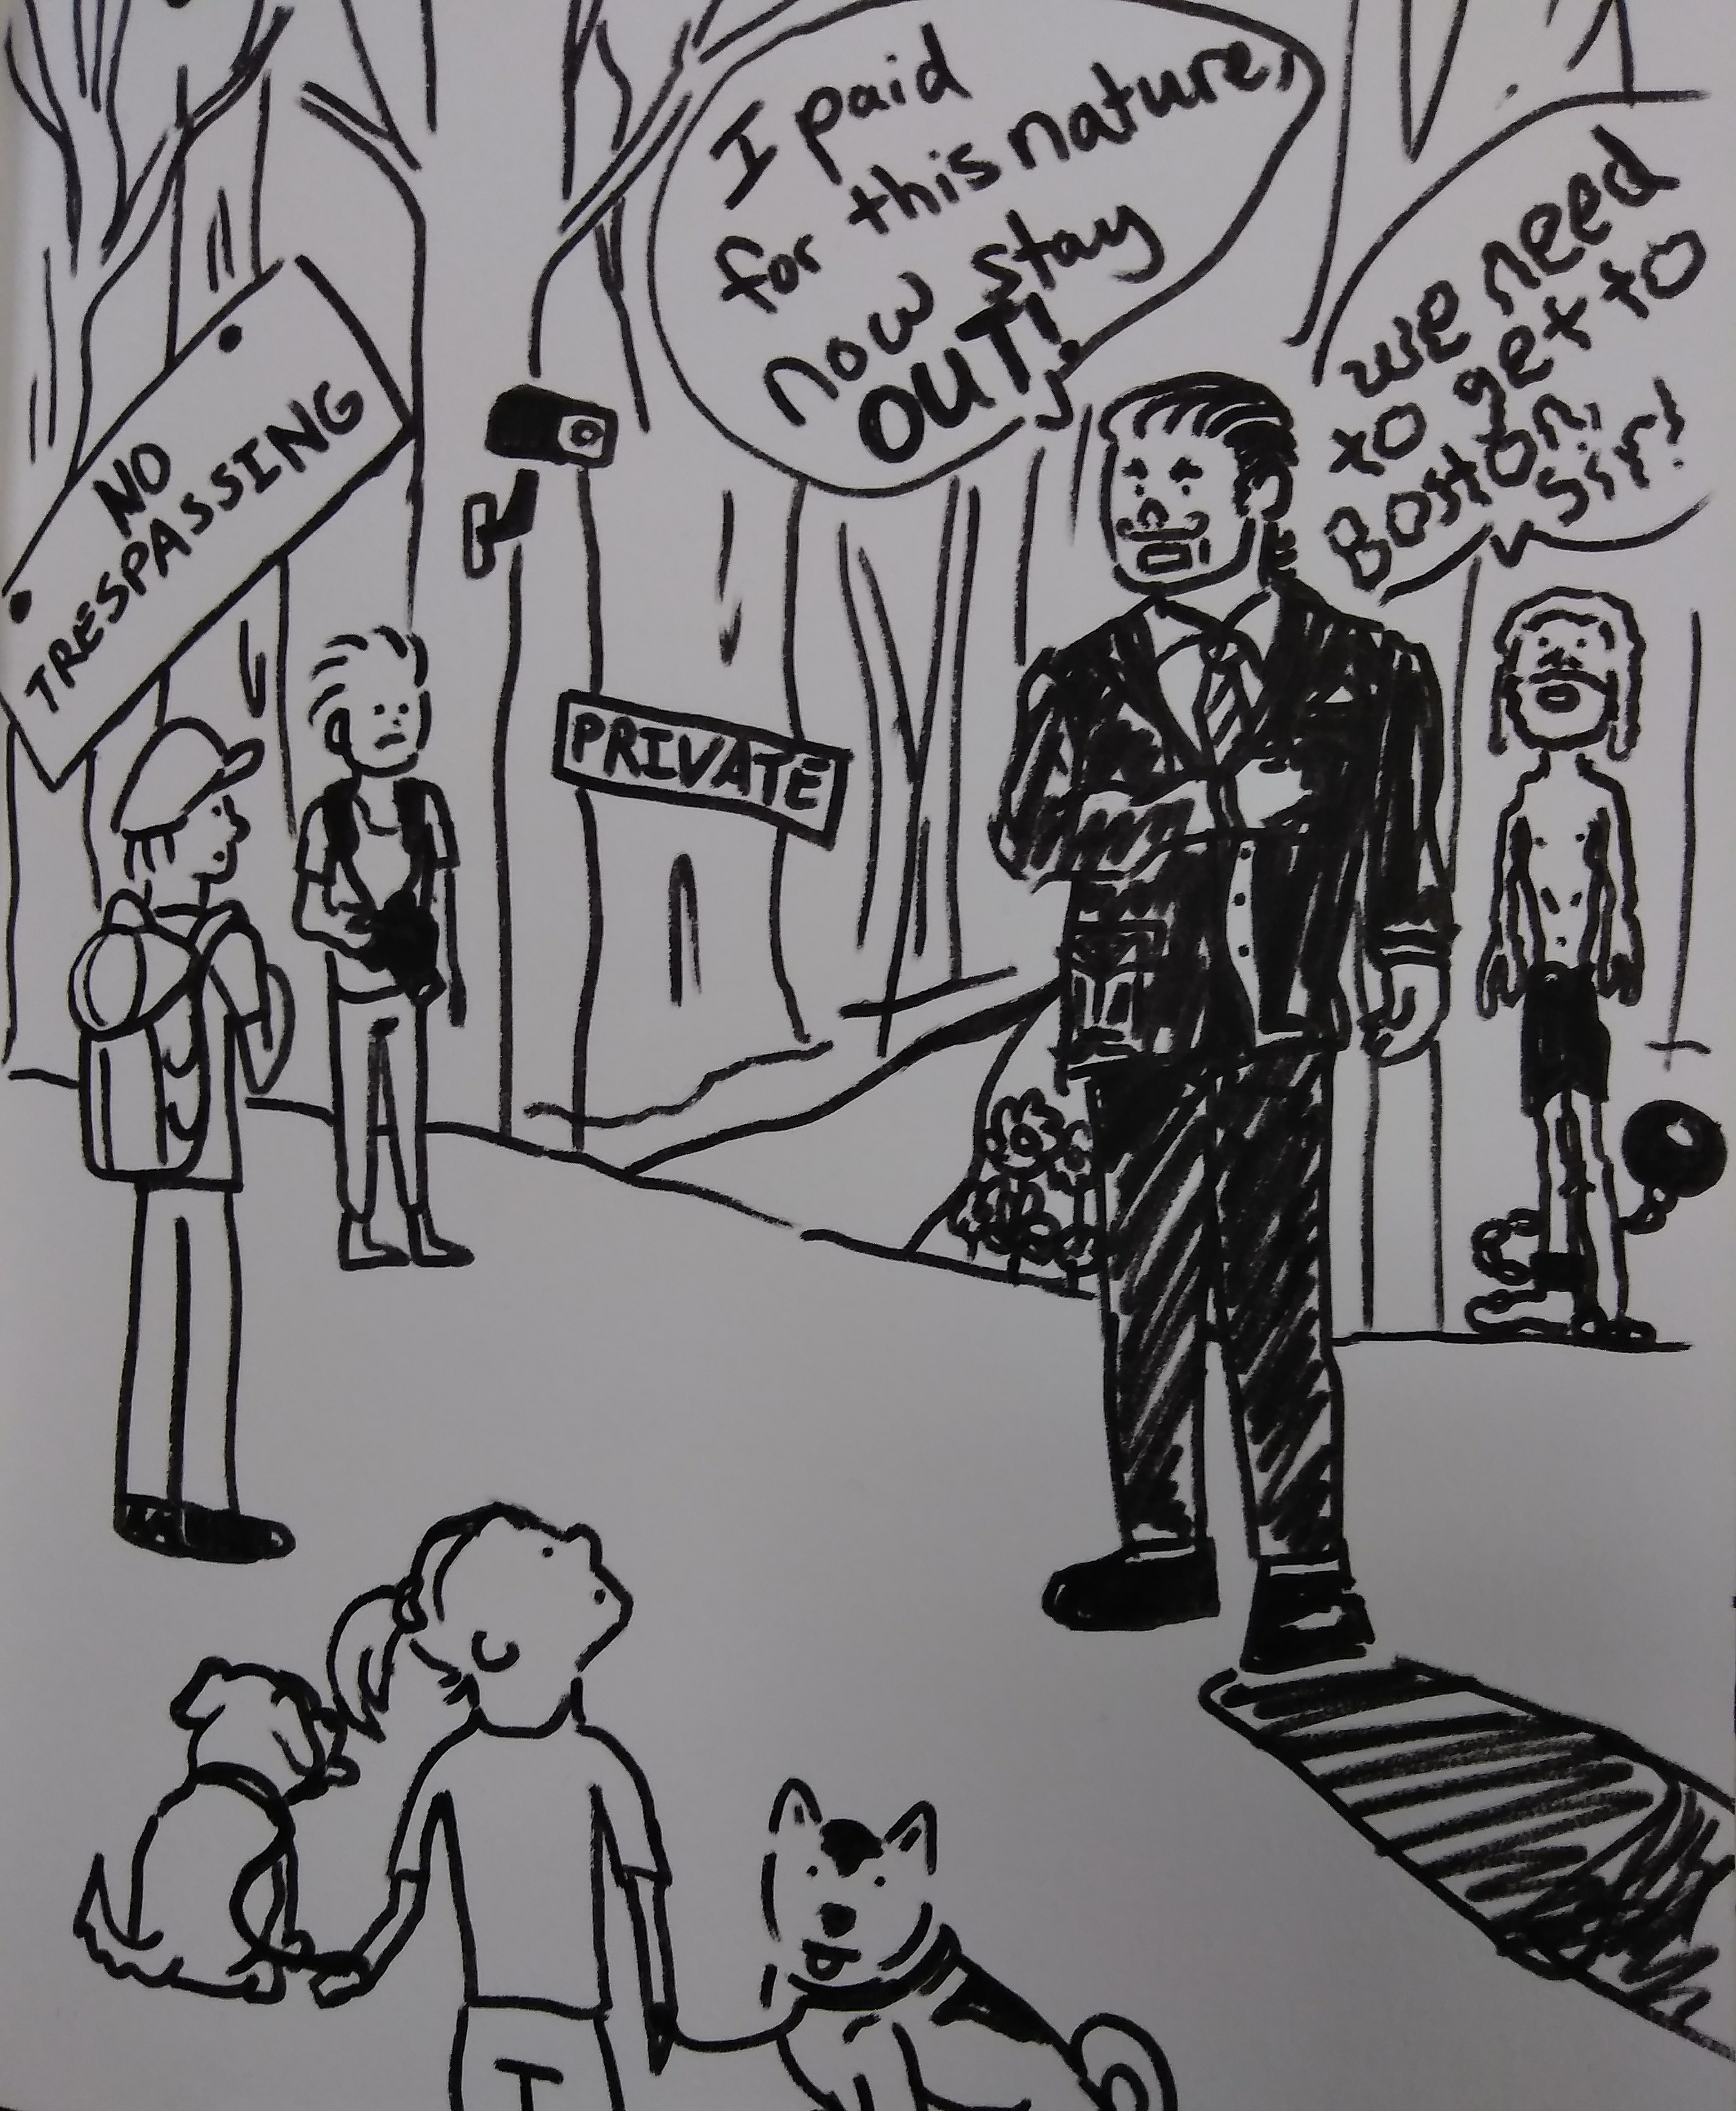 I paid
for this nature,
now stay
OUT!
we need
to get to
Boston,
sir!
NO
TRESPASSING
PRIVATE